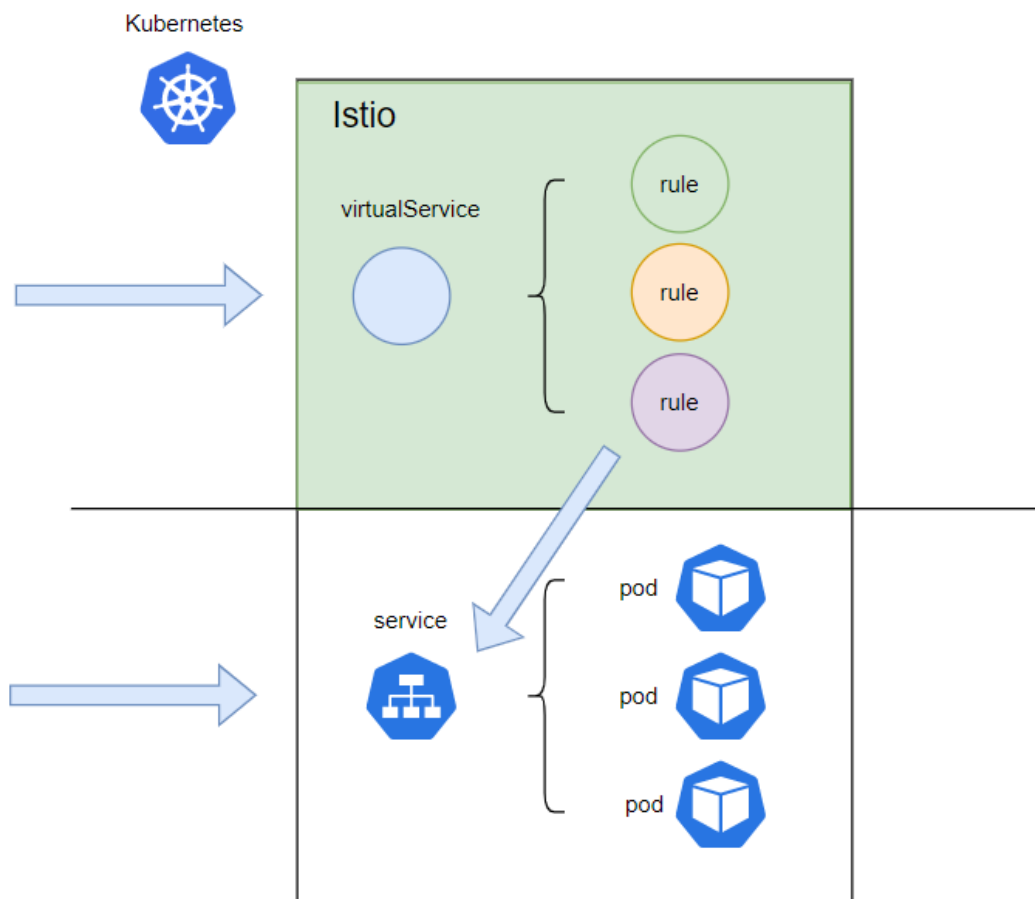 Kubernetes
Istio
virtualService
rule
rule
rule
service
pod
pod
pod